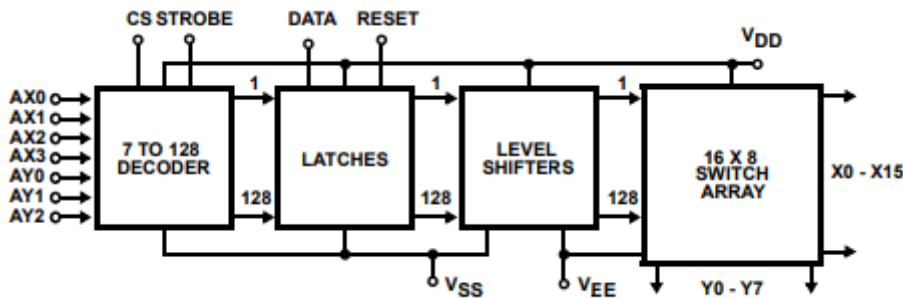 CS STROBE DATA RESET
VDD
AX0
AX1
AX2
AX3
AY0
AY1
AY2
7 TO 128
DECODER
1
128
LATCHES
1
128
LEVEL
SHIFTERS
1
128
16 X 8
SWITCH
ARRAY
X0 - X15
VSS
VEE
Y0 - Y7